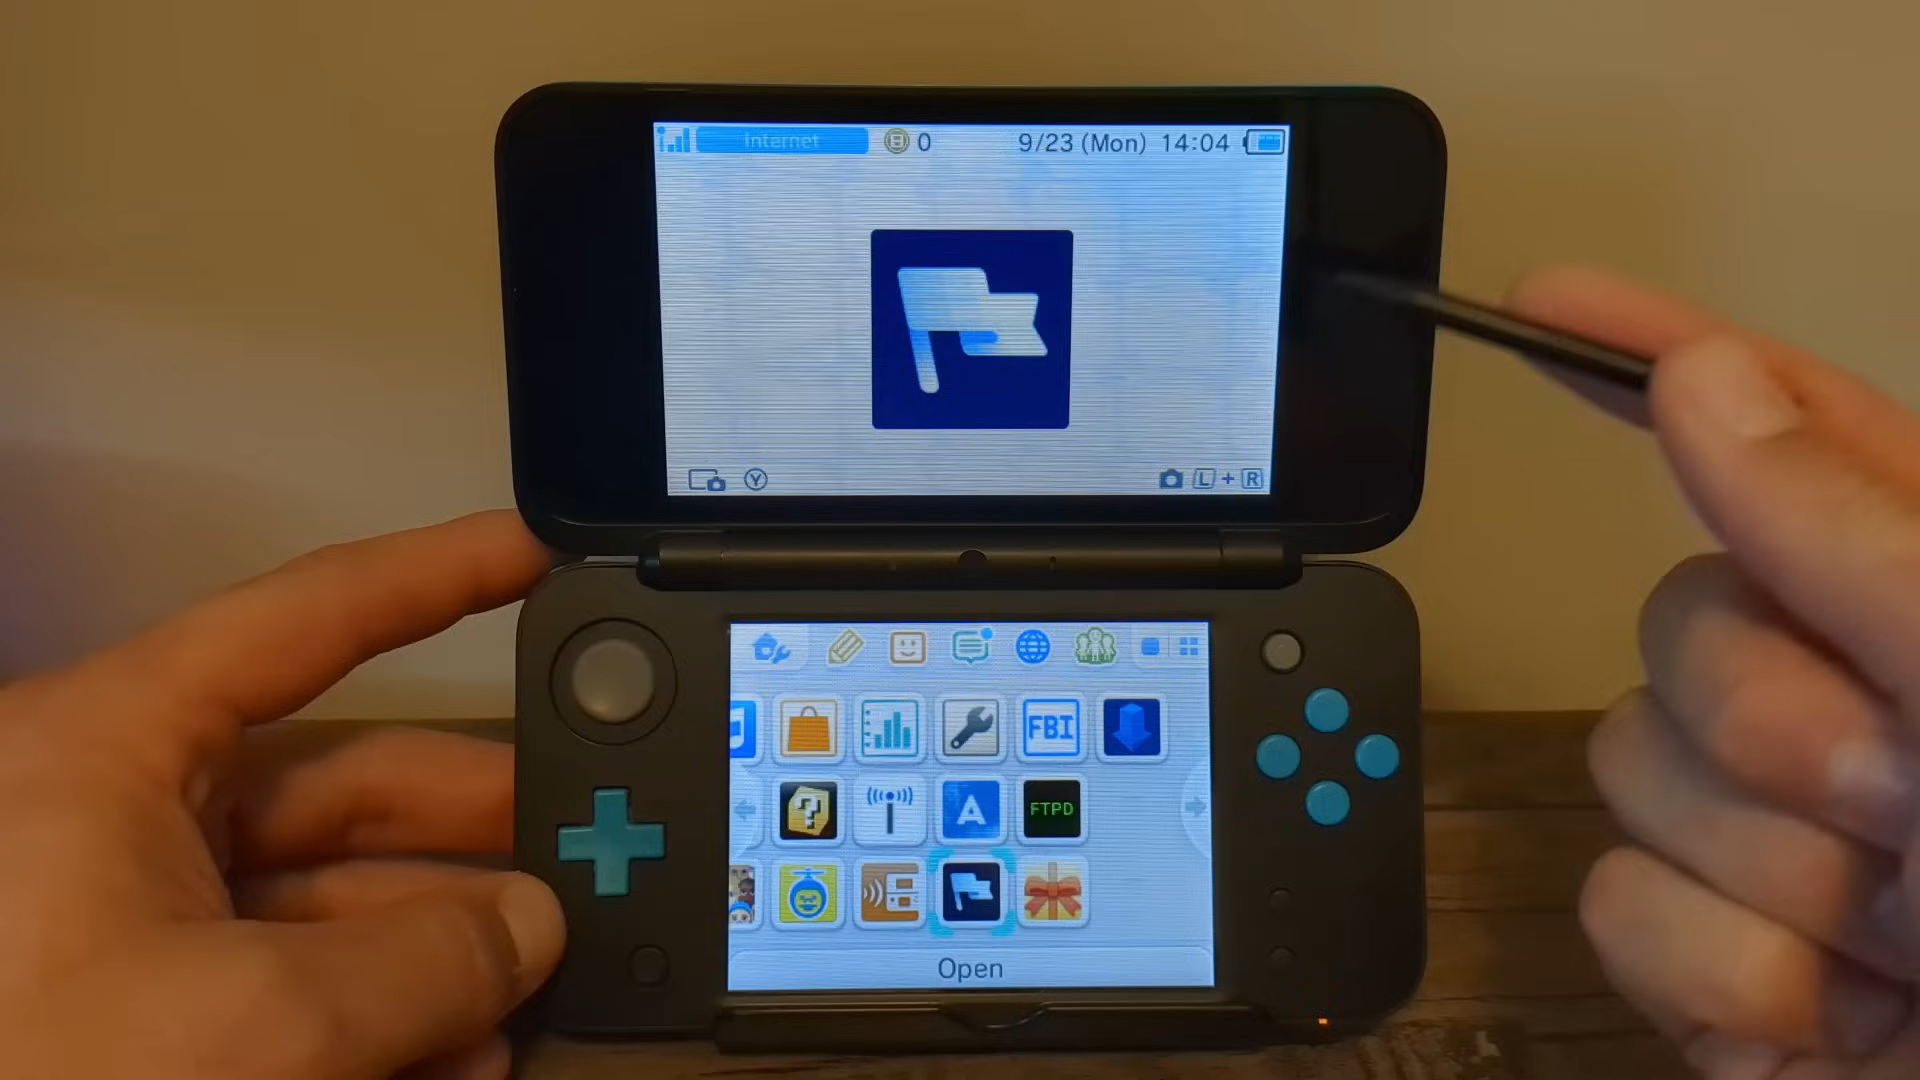 Internet 0 9/23 (Mon) 14:04
Y L + R
FBI
? A FTPD
Open